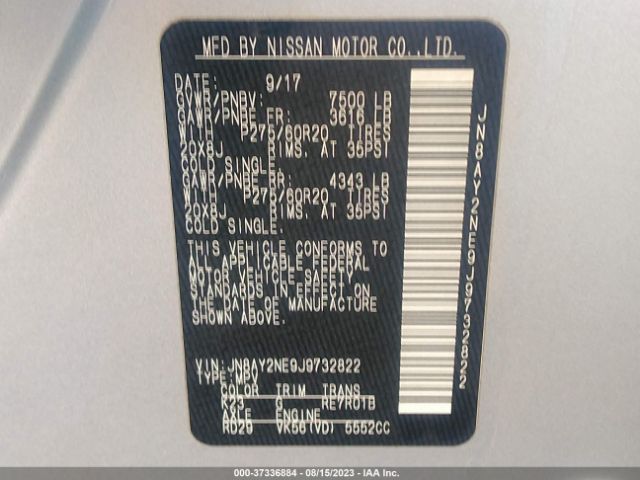 MFD BY NISSAN MOTOR CO.,LTD.
DATE: 9/17
GVWR/PNBV: 7500 LB
GAWR/PNBE FR: 3616 LB
WITH P275/60R20 TIRES
20X8J RIMS. AT 35PSI
COLD SINGLE.
GAWR/PNBE RR: 4343 LB
WITH P275/60R20 TIRES
20X8J RIMS. AT 35PSI
COLD SINGLE.
THIS VEHICLE CONFORMS TO
ALL APPLICABLE FEDERAL
MOTOR VEHICLE SAFETY
STANDARDS IN EFFECT ON
THE DATE OF MANUFACTURE
SHOWN ABOVE.
VIN: JN8AY2NE9J9732822
TYPE: MPV
COLOR TRIM TRANS
K23 G RE7R01B
AXLE ENGINE
RD29 VK56(VD) 5552CC
JN8AY2NE9J9732822
000-37336884 / 08/15/2023 - IAA Inc.